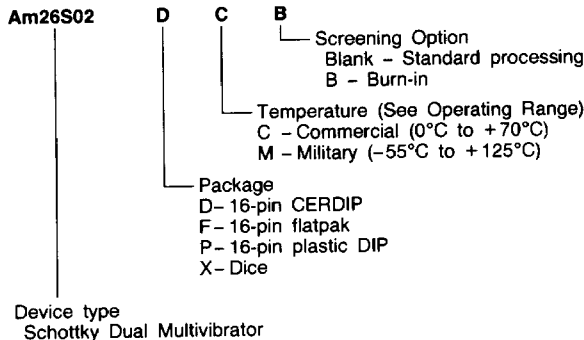 Am26S02 D C B
Screening Option
Blank – Standard processing
B – Burn-in
Temperature (See Operating Range)
C – Commercial (0°C to +70°C)
M – Military (–55°C to +125°C)
Package
D– 16-pin CERDIP
F– 16-pin flatpak
P– 16-pin plastic DIP
X– Dice
Device type
Schottky Dual Multivibrator